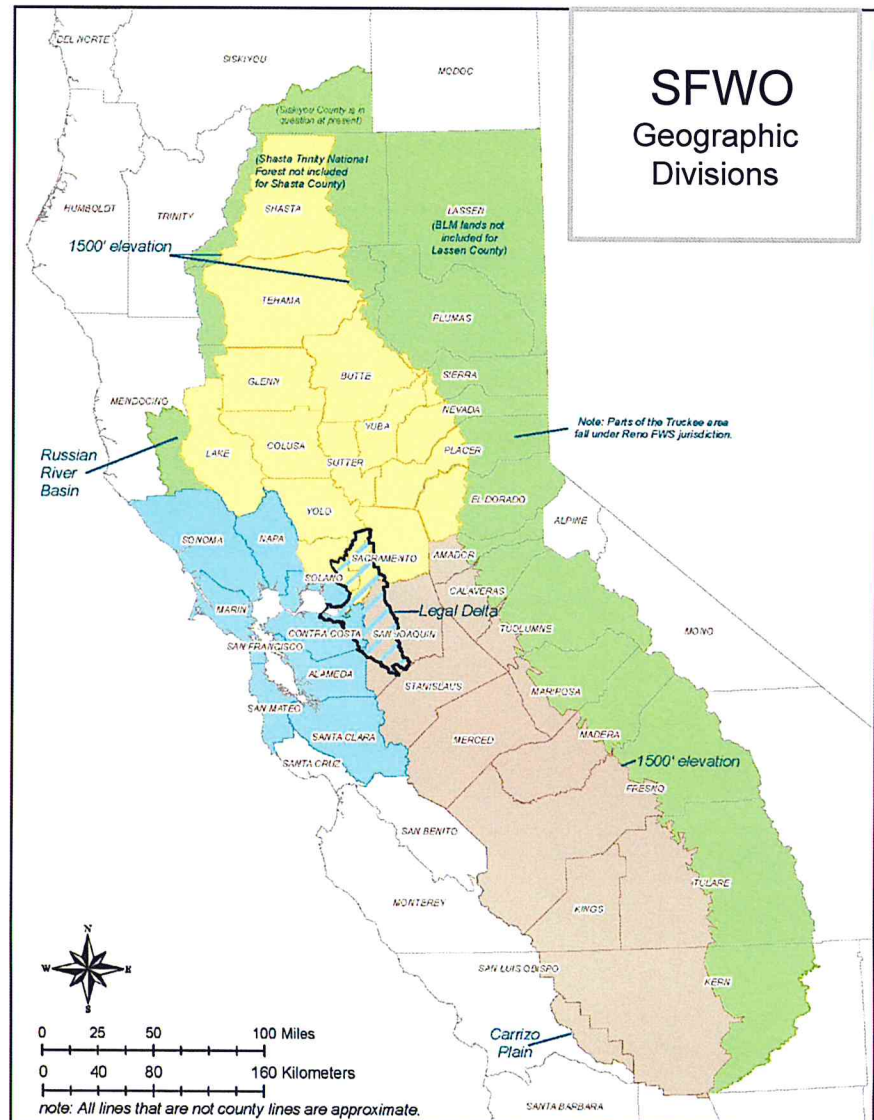 SFWO
Geographic
Divisions
DEL NORTE
SISKIYOU
MODOC
(Siskiyou County is in
question at present)
(Shasta Trinity National
Forest not included
for Shasta County)
SHASTA
HUMBOLDT
TRINITY
LASSEN
(BLM lands not
included for
Lassen County)
1500' elevation
TEHAMA
PLUMAS
GLENN
BUTTE
SIERRA
MENDOCINO
NEVADA
Note: Parts of the Truckee area
fall under Reno FWS jurisdiction.
YUBA
LAKE
COLUSA
PLACER
SUTTER
Russian
River
Basin
EL DORADO
YOLO
ALPINE
SONOMA
NAPA
SACRAMENTO
AMADOR
SOLANO
CALAVERAS
MARIN
Legal Delta
CONTRA COSTA
SAN JOAQUIN
TUOLUMNE
MONO
SAN FRANCISCO
ALAMEDA
STANISLAUS
MARIPOSA
SAN MATEO
SANTA CLARA
MERCED
MADERA
SANTA CRUZ
1500' elevation
FRESNO
SAN BENITO
TULARE
MONTEREY
KINGS
N
W
E
S
SAN LUIS OBISPO
KERN
0 25 50 100 Miles
Carrizo
Plain
0 40 80 160 Kilometers
note: All lines that are not county lines are approximate.
SANTA BARBARA